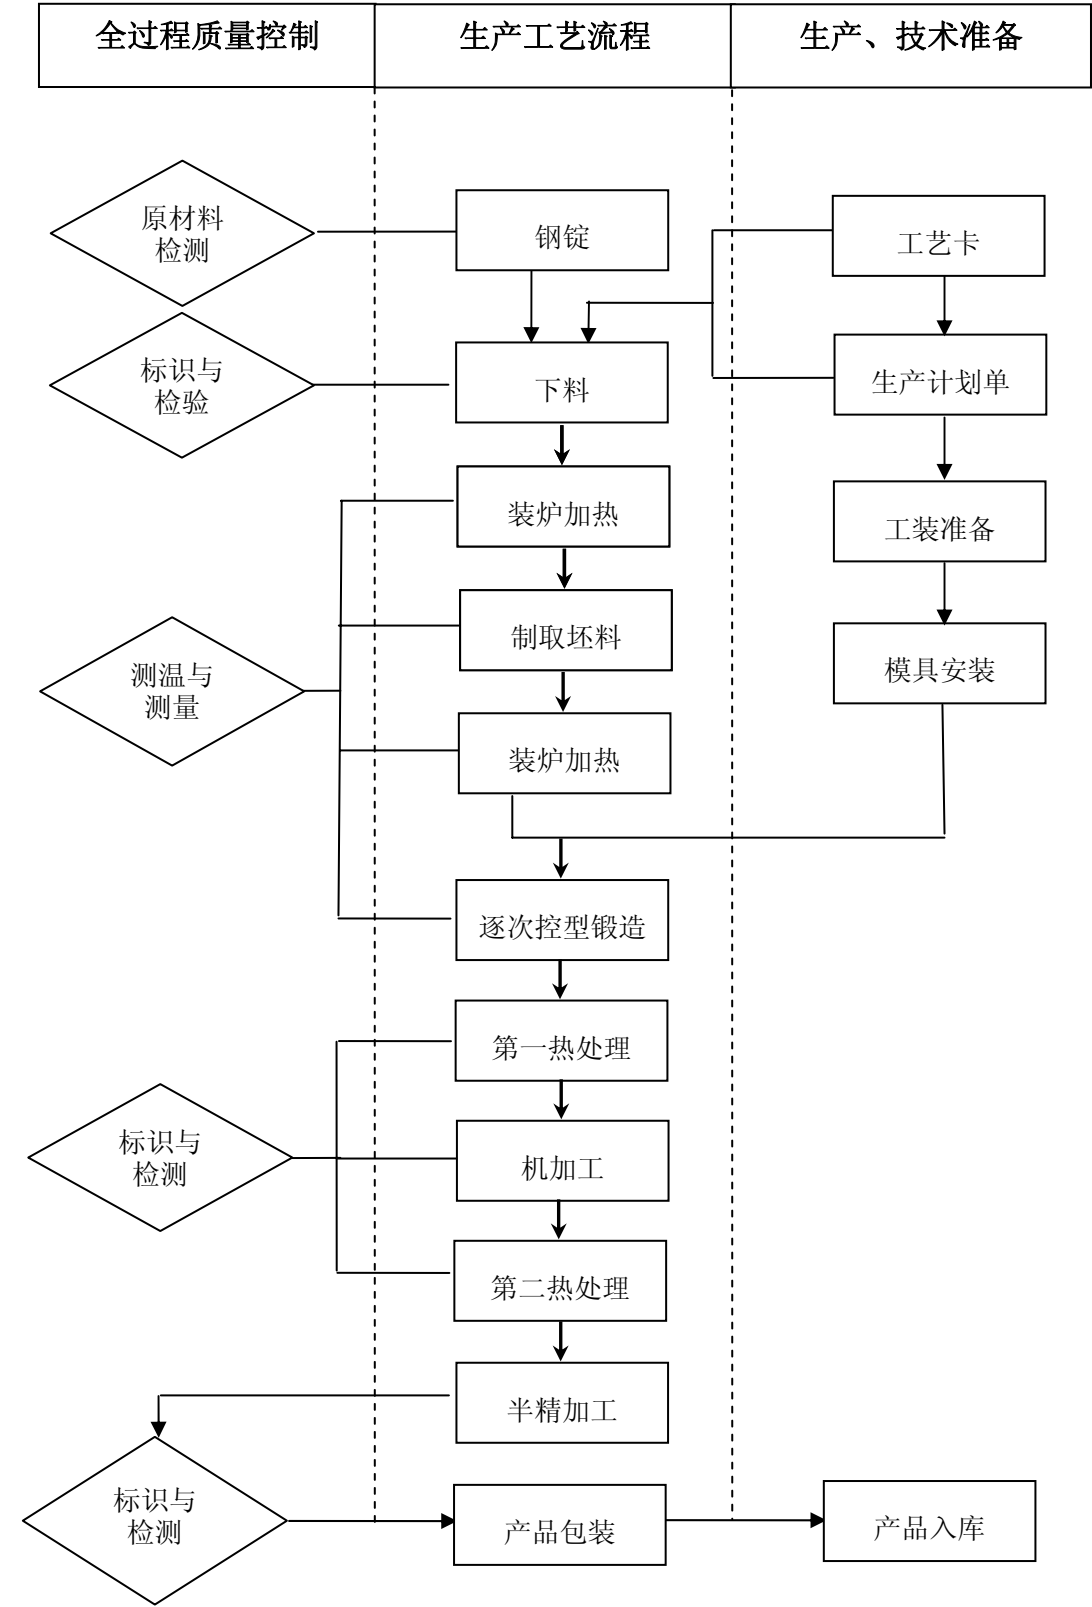 全过程质量控制
生产工艺流程
生产、技术准备
原材料
检测
钢锭
工艺卡
标识与
检验
下料
生产计划单
装炉加热
工装准备
制取坯料
测温与
测量
模具安装
装炉加热
逐次控型锻造
第一热处理
标识与
检测
机加工
第二热处理
半精加工
标识与
检测
产品包装
产品入库